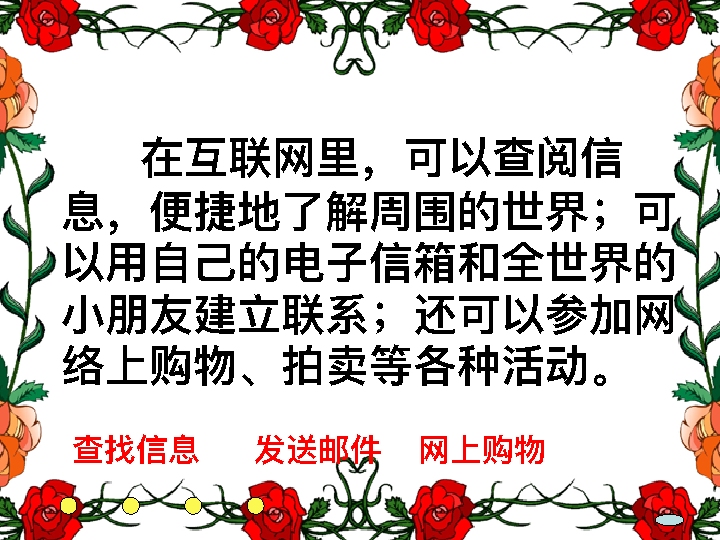 在互联网里，可以查阅信
息，便捷地了解周围的世界；可
以用自己的电子信箱和全世界的
小朋友建立联系；还可以参加网
络上购物、拍卖等各种活动。
查找信息 发送邮件 网上购物